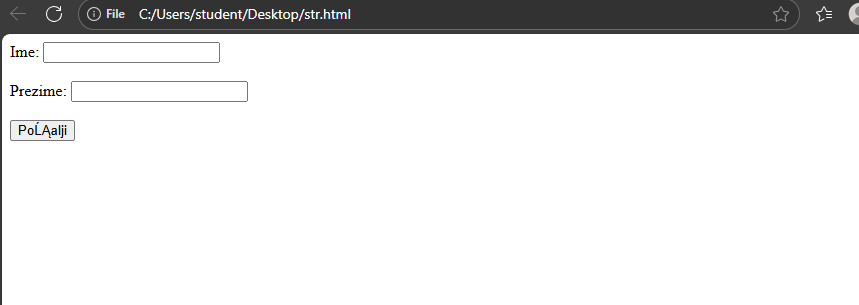 File C:/Users/student/Desktop/str.html
Ime:
Prezime:
PoĹĄalji